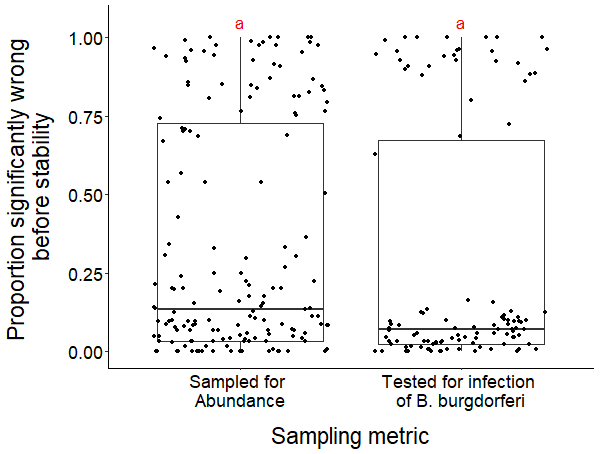 a a
1.00
0.75
0.50
0.25
0.00
Proportion significantly wrong
before stability
Sampled for
Abundance
Tested for infection
of B. burgdorferi
Sampling metric